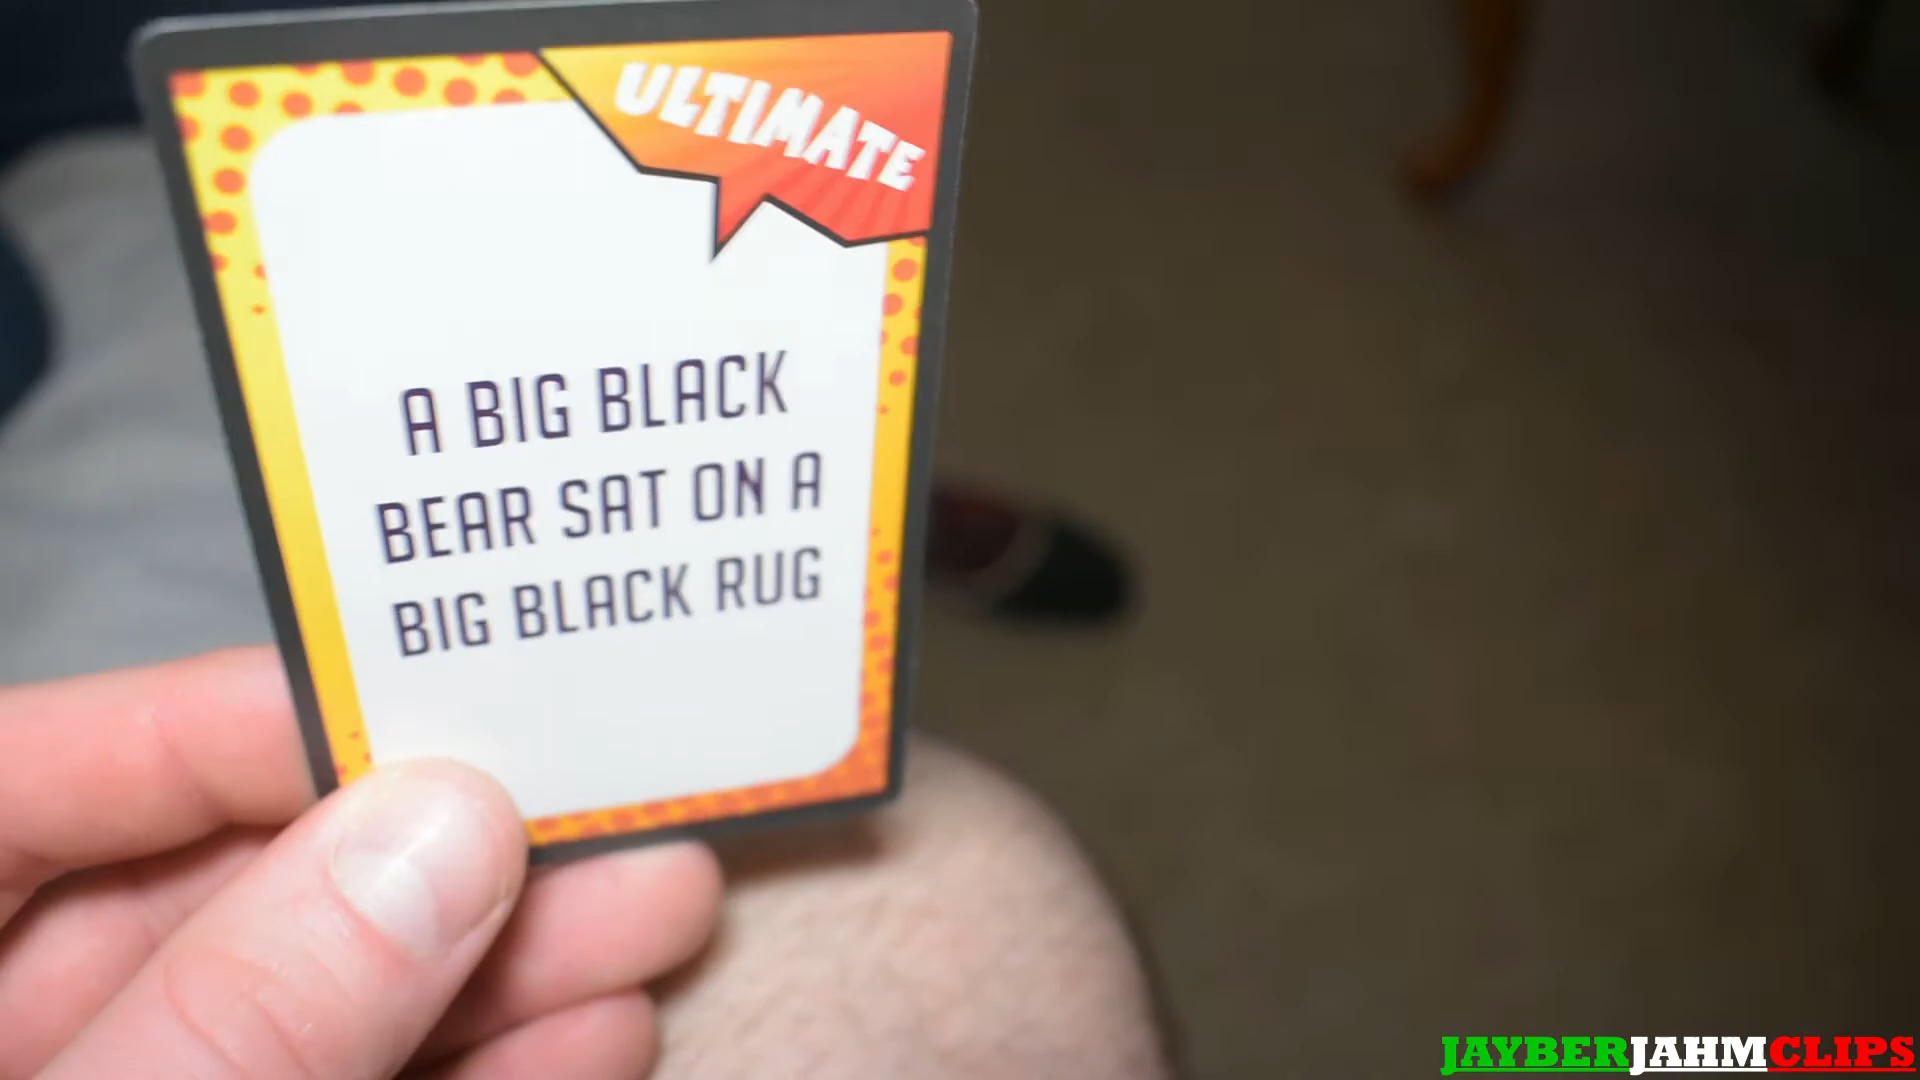 ULTIMATE
A BIG BLACK
BEAR SAT ON A
BIG BLACK RUG
JAYBERJAHMCLIPS